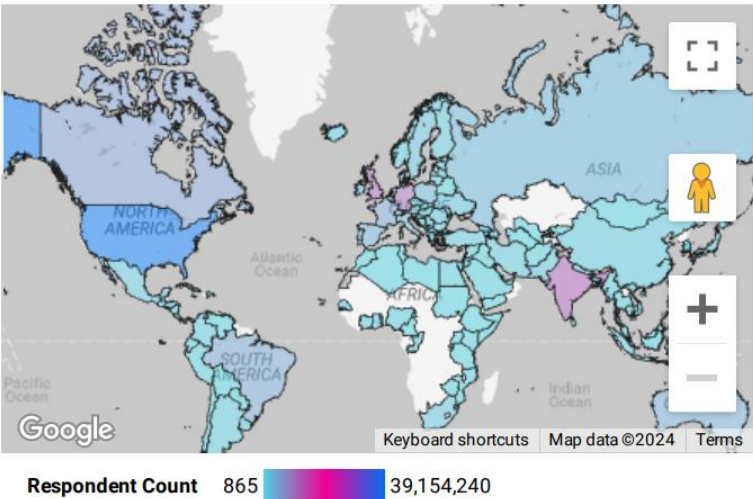 ASIA
NORTH
AMERICA
Atlantic
Ocean
AFRICA
SOUTH
AMERICA
Pacific
Ocean
Indian
Ocean
Google
Keyboard shortcuts Map data ©2024 Terms
Respondent Count 865 39,154,240